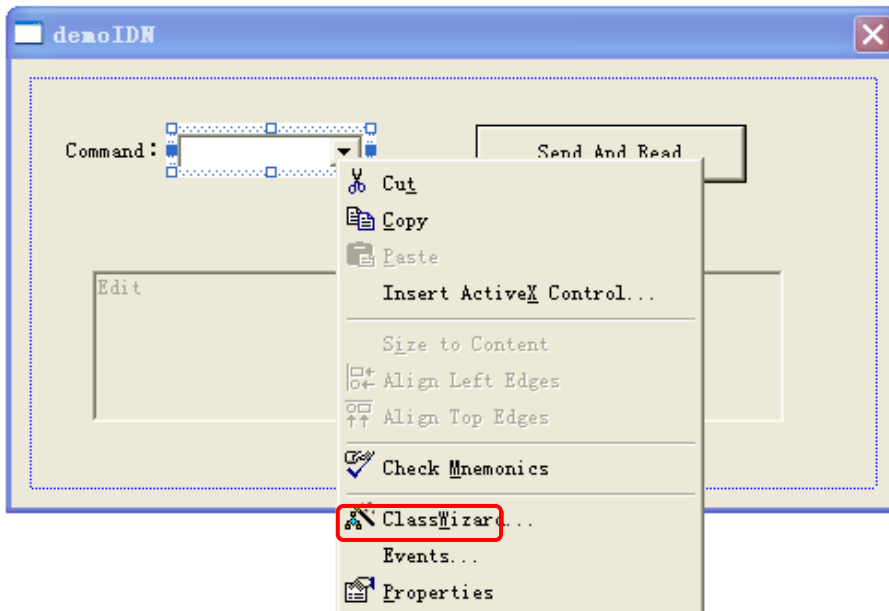 demoIDN
Command：
Send And Read
Cut
Copy
Paste
Insert ActiveX Control...
Edit
Size to Content
Align Left Edges
Align Top Edges
Check Mnemonics
ClassWizard...
Events...
Properties